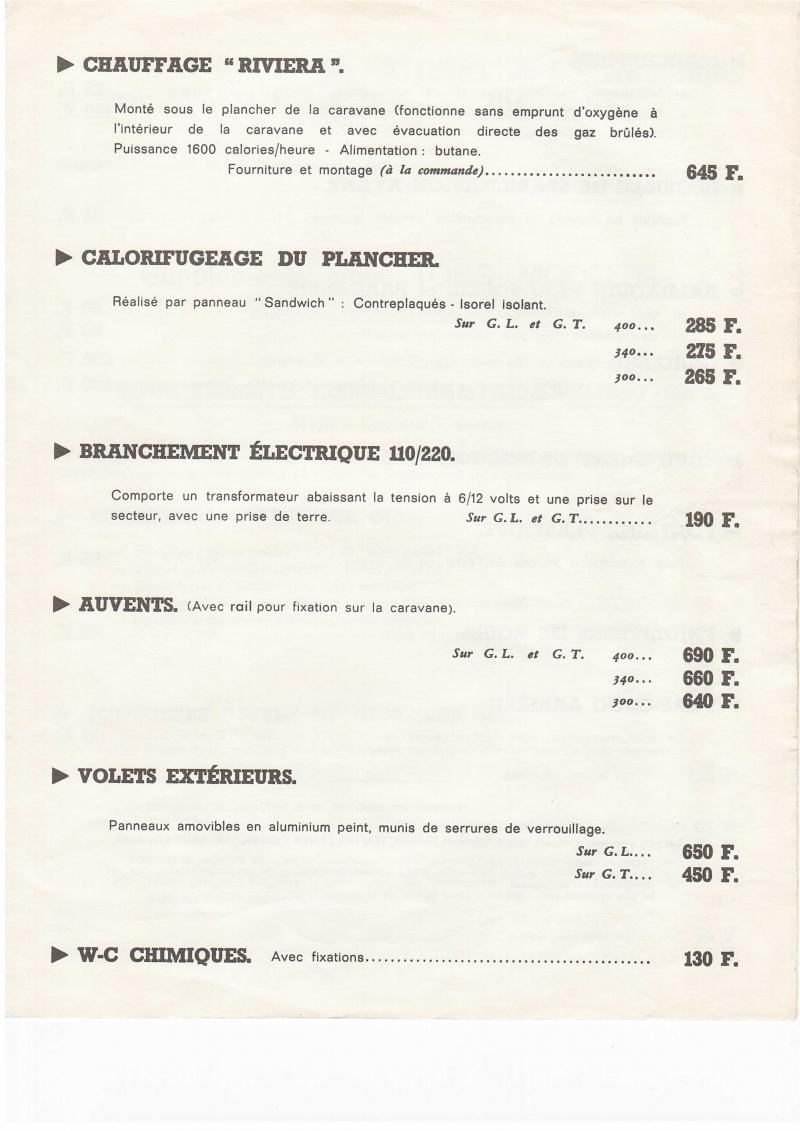 ▶ CHAUFFAGE “ RIVIERA ”.
Monté sous le plancher de la caravane (fonctionne sans emprunt d'oxygène à
l'intérieur de la caravane et avec évacuation directe des gaz brûlés).
Puissance 1600 calories/heure - Alimentation : butane.
Fourniture et montage (à la commande)........................... 645 F.
▶ CALORIFUGEAGE DU PLANCHER.
Réalisé par panneau “ Sandwich ” : Contreplaqués - Isorel isolant.
Sur G. L. et G. T. 400... 285 F.
340... 275 F.
300... 265 F.
▶ BRANCHEMENT ÉLECTRIQUE 110/220.
Comporte un transformateur abaissant la tension à 6/12 volts et une prise sur le
secteur, avec une prise de terre. Sur G. L. et G. T............ 190 F.
▶ AUVENTS. (Avec rail pour fixation sur la caravane).
Sur G. L. et G. T. 400... 690 F.
340... 660 F.
300... 640 F.
▶ VOLETS EXTÉRIEURS.
Panneaux amovibles en aluminium peint, munis de serrures de verrouillage.
Sur G. L.... 650 F.
Sur G. T.... 450 F.
▶ W-C CHIMIQUES. Avec fixations............................................. 130 F.